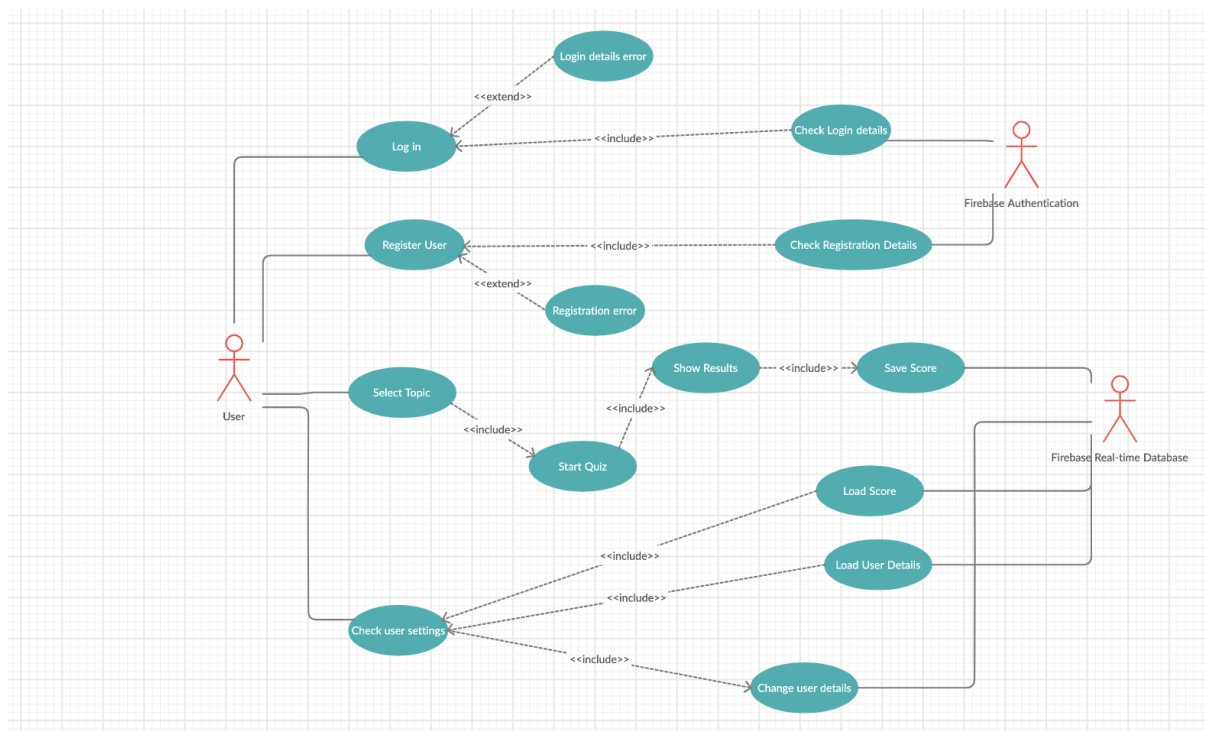 Login details error
<<extend>>
Log in
<<include>>
Check Login details
Firebase Authentication
Register User
<<include>>
Check Registration Details
<<extend>>
Registration error
User
Select Topic
<<include>>
Start Quiz
<<include>>
Show Results
<<include>>
Save Score
Firebase Real-time Database
Load Score
<<include>>
Load User Details
<<include>>
Check user settings
<<include>>
Change user details